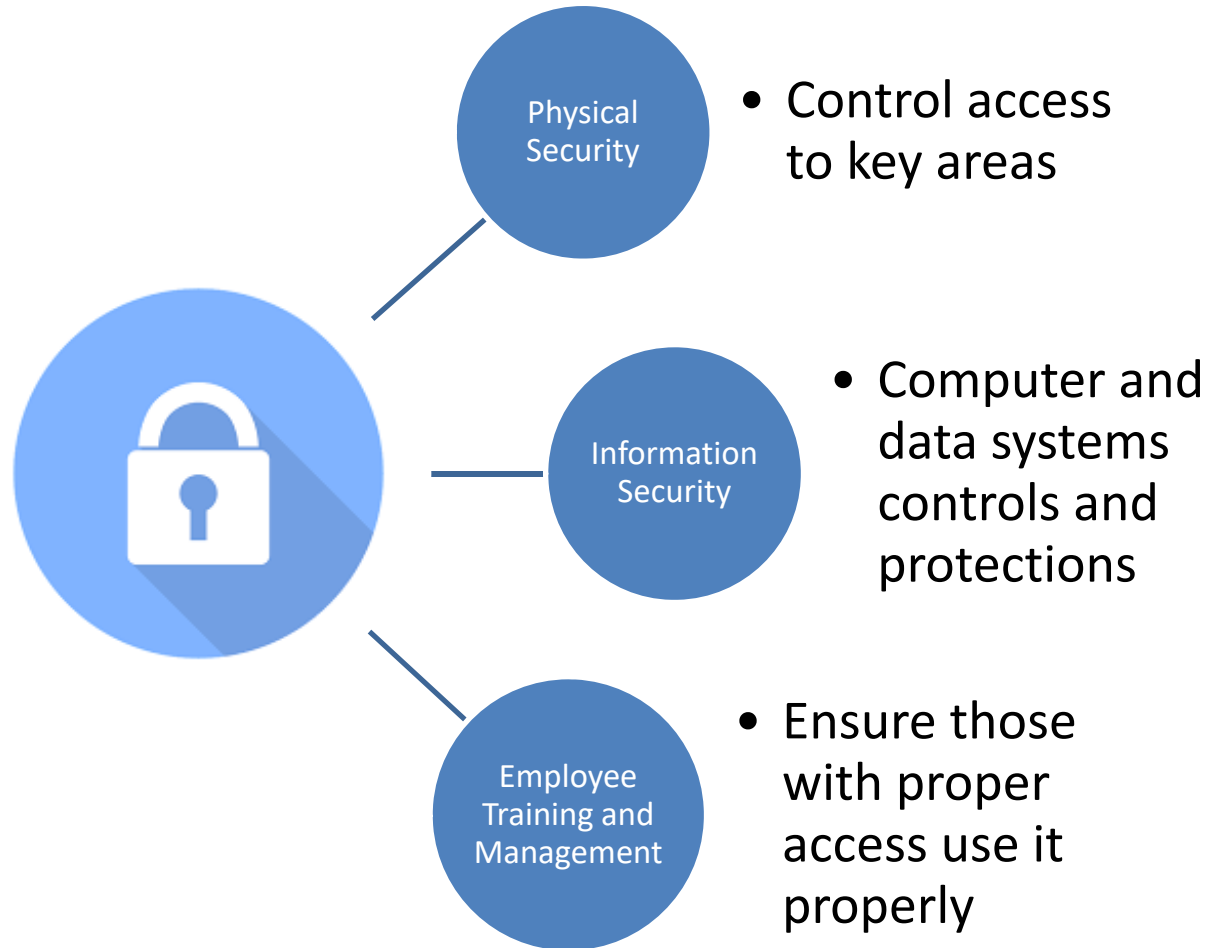 Physical
Security
• Control access
to key areas
Information
Security
• Computer and
data systems
controls and
protections
Employee
Training and
Management
• Ensure those
with proper
access use it
properly